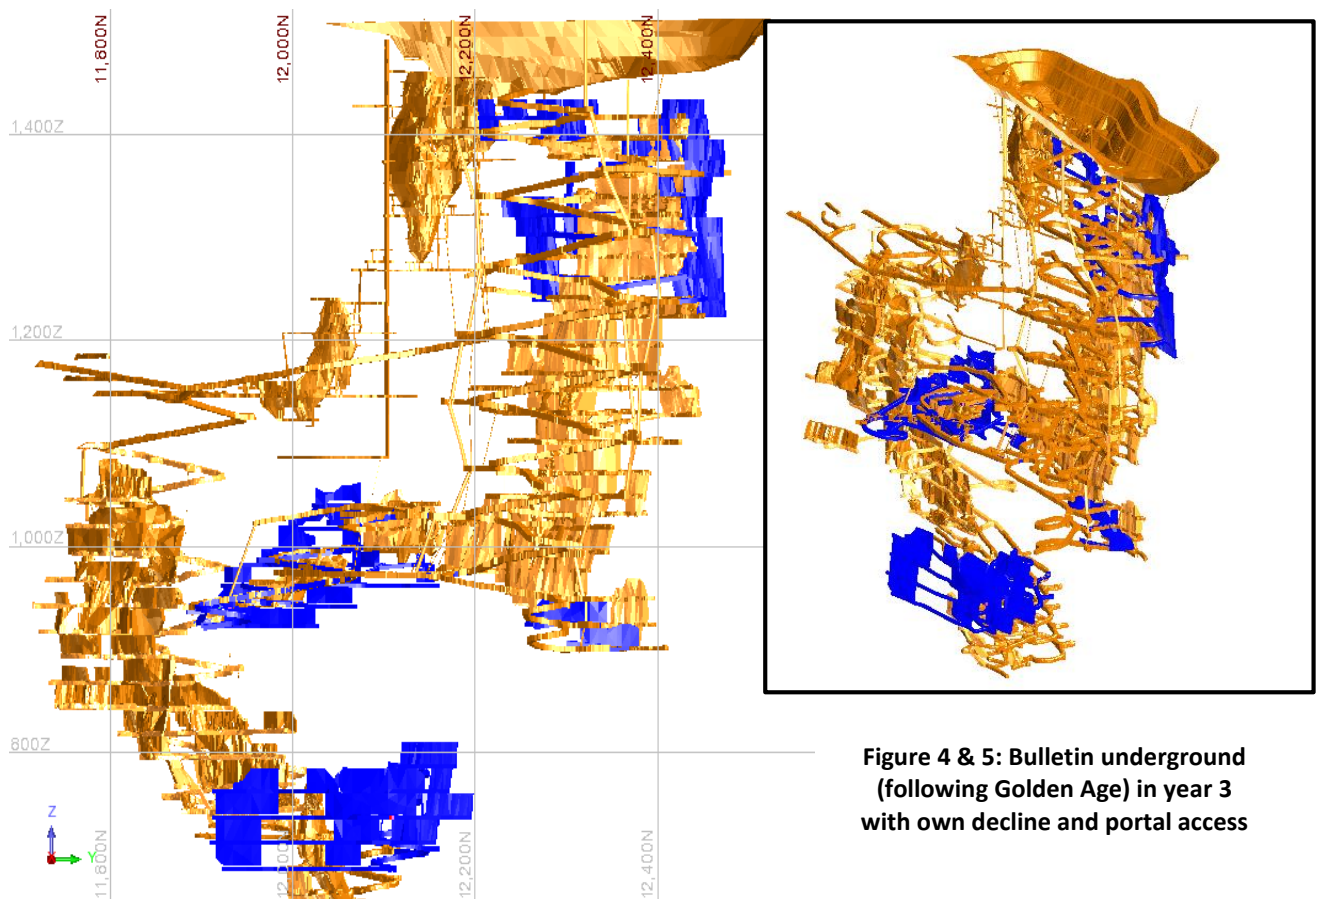 11,800N
12,000N
12,200N
12,400N
1,400Z
1,200Z
1,000Z
800Z
Z
Y
11,800N
12,000N
12,200N
12,400N
Figure 4 & 5: Bulletin underground
(following Golden Age) in year 3
with own decline and portal access